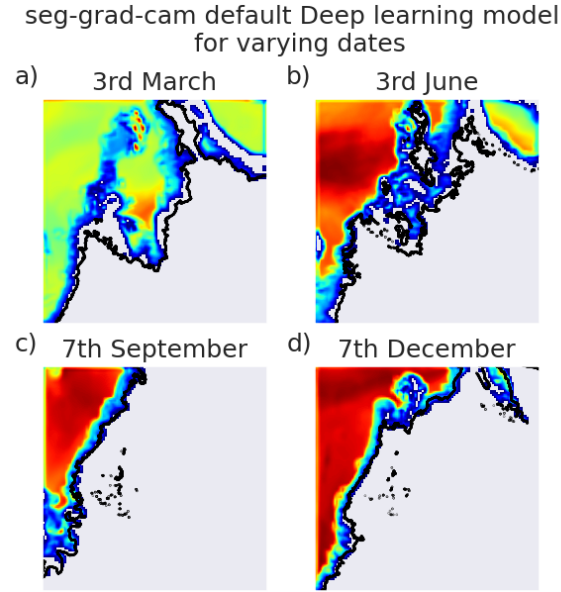 seg-grad-cam default Deep learning model
for varying dates
a) 3rd March
b) 3rd June
c) 7th September
d) 7th December